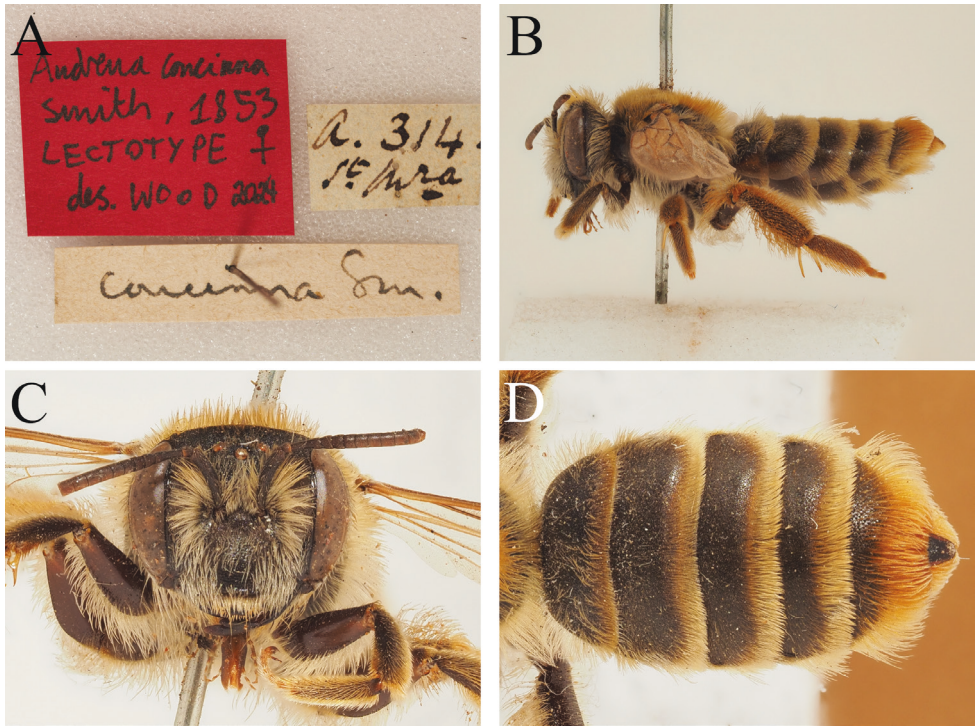 A
Andrena concinna
Smith, 1853
LECTOTYPE ♀
des. WOOD 2024
a. 314.
concinna Sm.
B
C
D